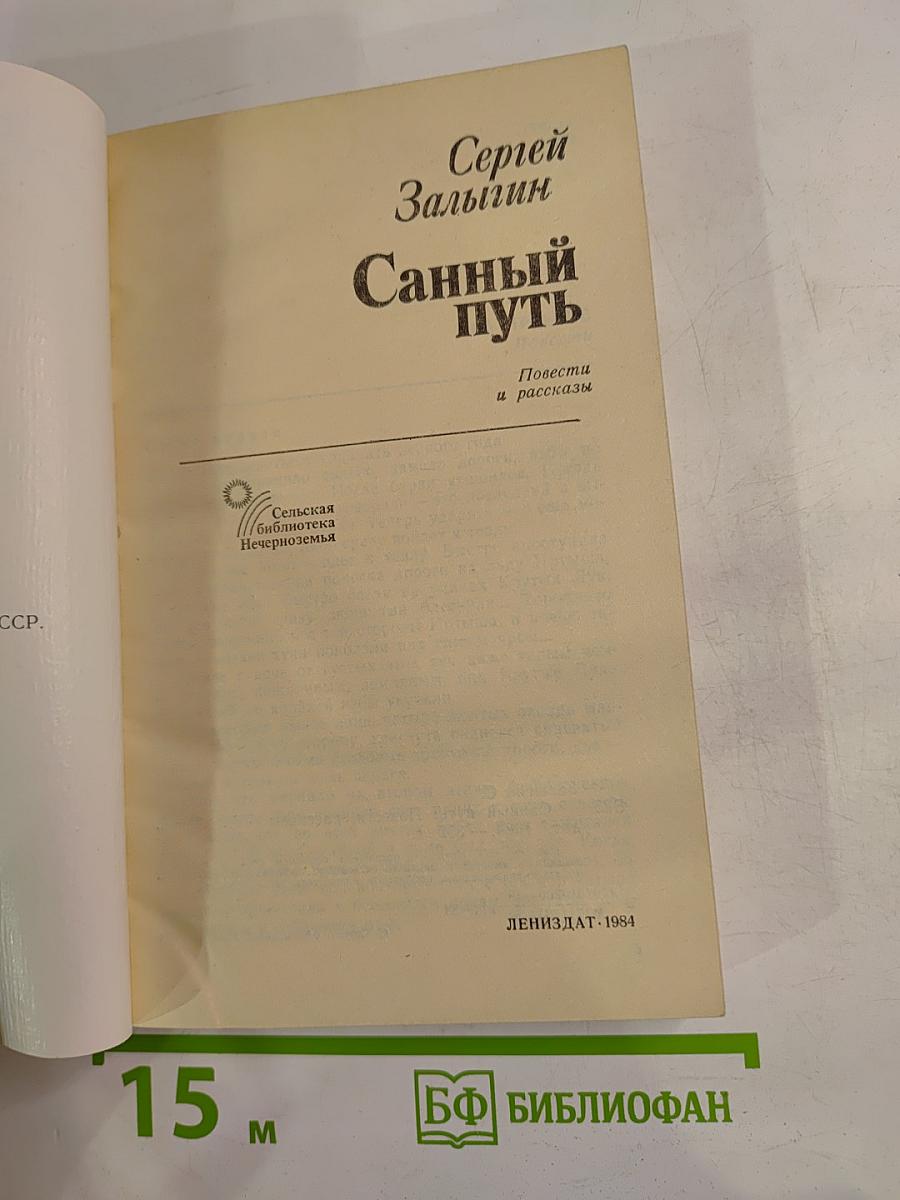 Сергей
Залыгин
Санный
путь
Повести
и рассказы
Сельская
библиотека
Нечерноземья
ССР.
ЛЕНИЗДАТ · 1984
15 м
БФ БИБЛИОФАН